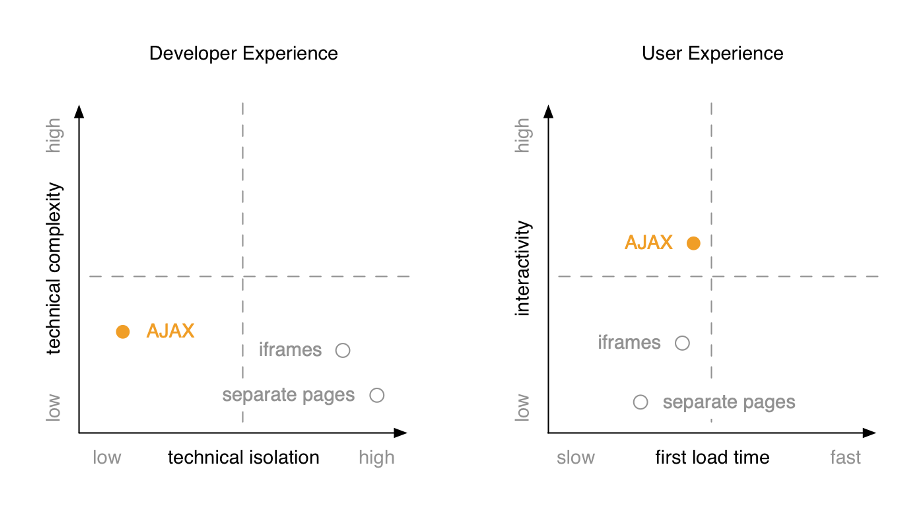 Developer Experience
high
technical complexity
low
AJAX
iframes
separate pages
low
technical isolation
high
User Experience
high
interactivity
low
AJAX
iframes
separate pages
slow
first load time
fast